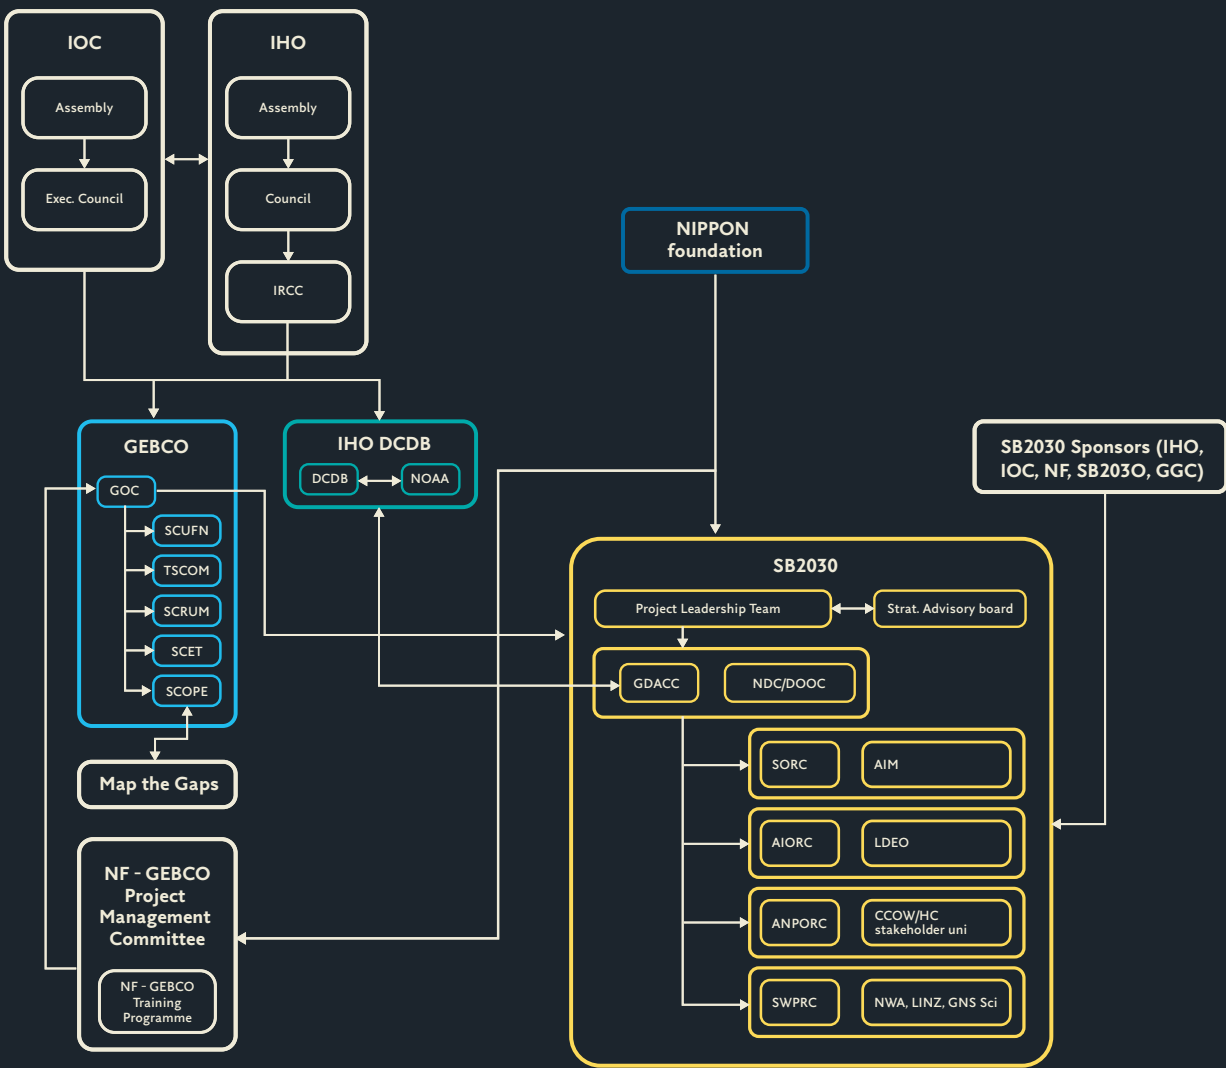 IOC
Assembly
Exec. Council
IHO
Assembly
Council
IRCC
NIPPON
foundation
GEBCO
GOC
SCUFN
TSCOM
SCRUM
SCET
SCOPE
IHO DCDB
DCDB
NOAA
SB2030 Sponsors (IHO,
IOC, NF, SB203O, GGC)
Map the Gaps
NF - GEBCO
Project
Management
Committee
NF - GEBCO
Training
Programme
SB2030
Project Leadership Team
Strat. Advisory board
GDACC
NDC/DOOC
SORC
AIM
AIORC
LDEO
ANPORC
CCOW/HC
stakeholder uni
SWPRC
NWA, LINZ, GNS Sci